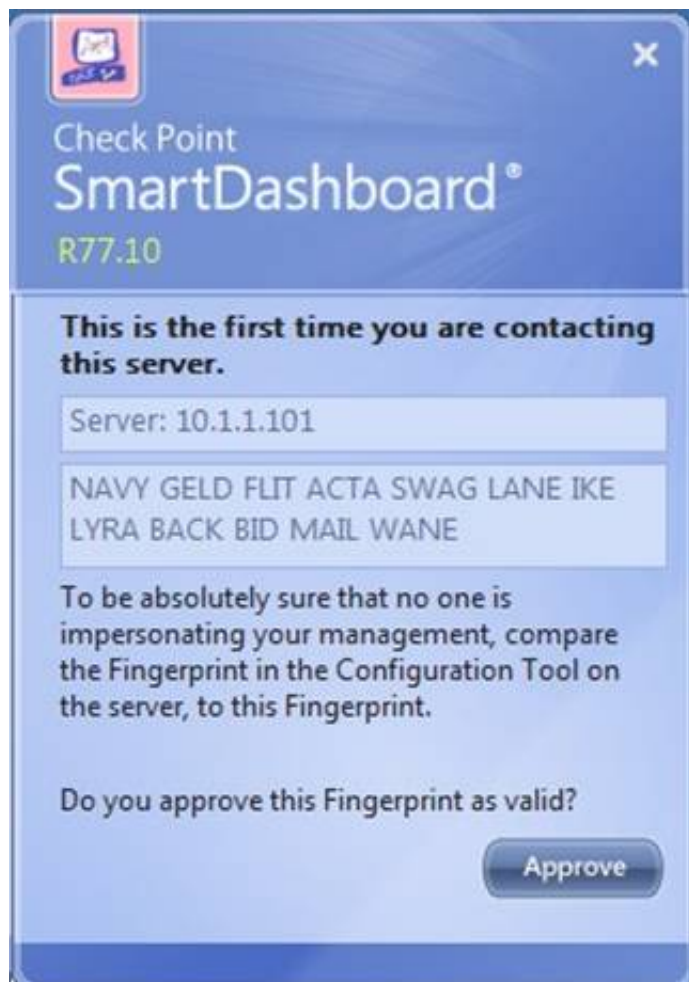 Check Point
SmartDashboard®
R77.10
This is the first time you are contacting
this server.
Server: 10.1.1.101
NAVY GELD FLIT ACTA SWAG LANE IKE
LYRA BACK BID MAIL WANE
To be absolutely sure that no one is
impersonating your management, compare
the Fingerprint in the Configuration Tool on
the server, to this Fingerprint.
Do you approve this Fingerprint as valid?
Approve